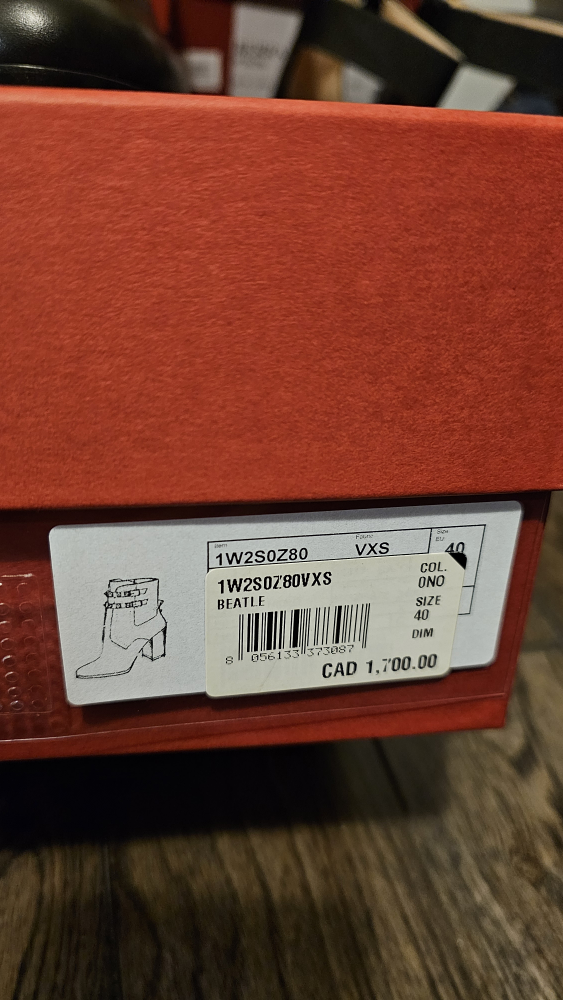 Item
Fabric
Size
EU
1W2S0Z80
VXS
40
1W2S0Z80VXS
COL.
0NO
BEATLE
SIZE
40
DIM
8 056133 373087
CAD 1,700.00